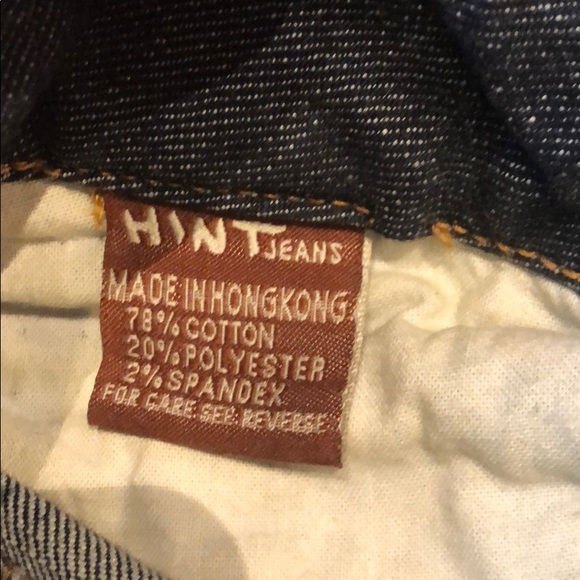 HINT JEANS
MADE IN HONGKONG
78% COTTON
20% POLYESTER
2% SPANDEX
FOR CARE SEE REVERSE